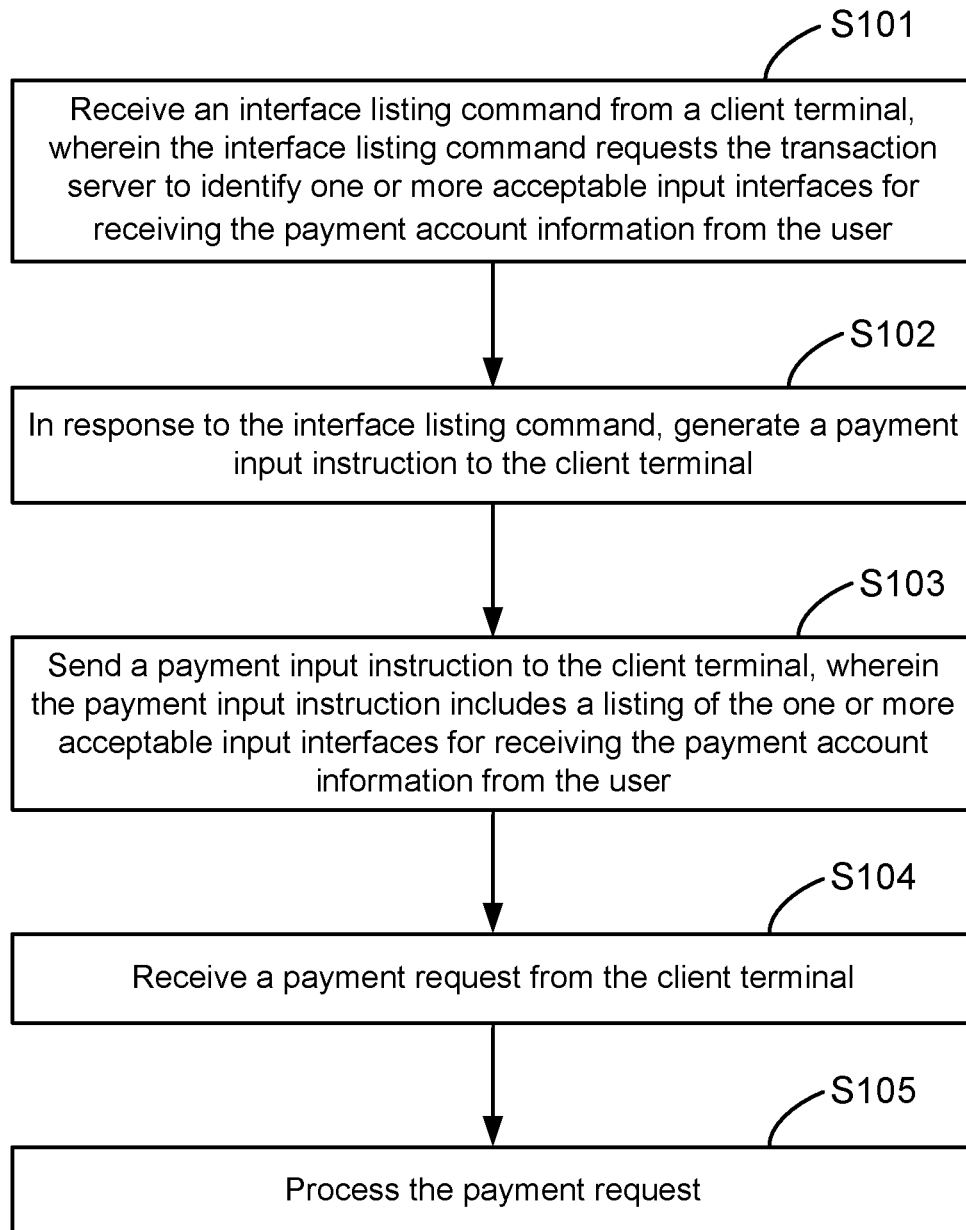 S101
Receive an interface listing command from a client terminal,
wherein the interface listing command requests the transaction
server to identify one or more acceptable input interfaces for
receiving the payment account information from the user
S102
In response to the interface listing command, generate a payment
input instruction to the client terminal
S103
Send a payment input instruction to the client terminal, wherein
the payment input instruction includes a listing of the one or more
acceptable input interfaces for receiving the payment account
information from the user
S104
Receive a payment request from the client terminal
S105
Process the payment request